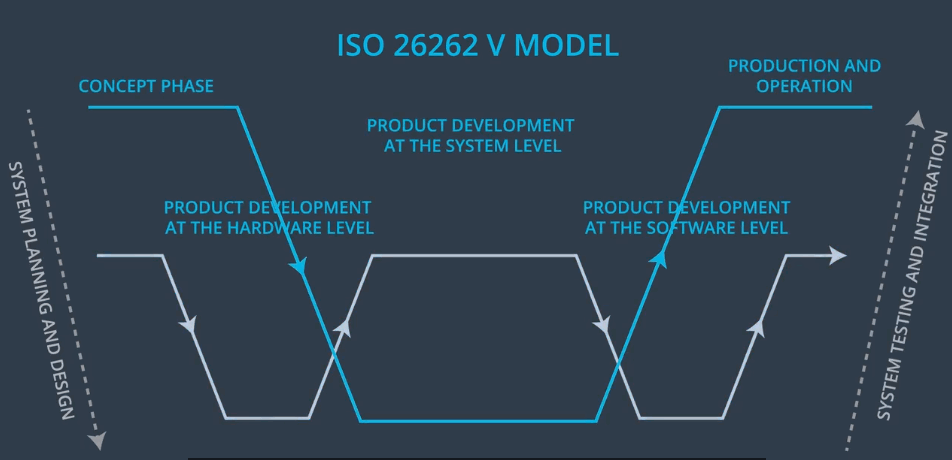 ISO 26262 V MODEL
CONCEPT PHASE
PRODUCTION AND
OPERATION
PRODUCT DEVELOPMENT
AT THE SYSTEM LEVEL
PRODUCT DEVELOPMENT
AT THE HARDWARE LEVEL
PRODUCT DEVELOPMENT
AT THE SOFTWARE LEVEL
SYSTEM PLANNING AND DESIGN
SYSTEM TESTING AND INTEGRATION